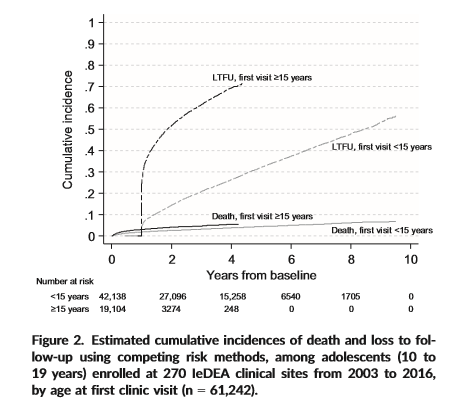 1
.9
.8
.7
.6
.5
.4
.3
.2
.1
0
Cumulative incidence
LTFU, first visit ≥15 years
LTFU, first visit <15 years
Death, first visit ≥15 years
Death, first visit <15 years
0 2 4 6 8 10
Years from baseline
Number at risk
<15 years 42,138 27,096 15,258 6540 1705 0
≥15 years 19,104 3274 248 0 0 0
Figure 2. Estimated cumulative incidences of death and loss to fol-
low-up using competing risk methods, among adolescents (10 to
19 years) enrolled at 270 IeDEA clinical sites from 2003 to 2016,
by age at first clinic visit (n = 61,242).